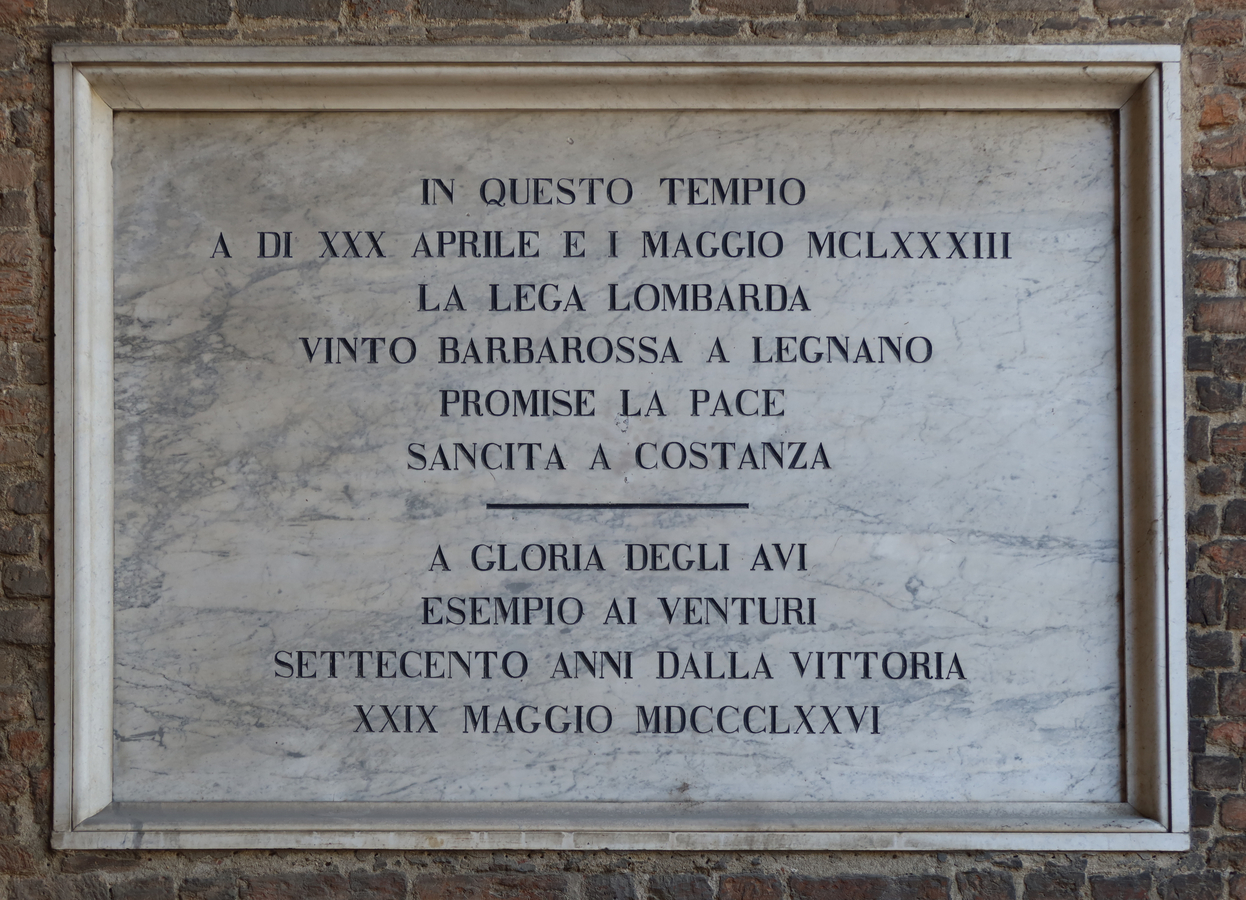 IN QUESTO TEMPIO
A DI XXX APRILE E I MAGGIO MCLXXXIII
LA LEGA LOMBARDA
VINTO BARBAROSSA A LEGNANO
PROMISE LA PACE
SANCITA A COSTANZA
A GLORIA DEGLI AVI
ESEMPIO AI VENTURI
SETTECENTO ANNI DALLA VITTORIA
XXIX MAGGIO MDCCCLXXVI